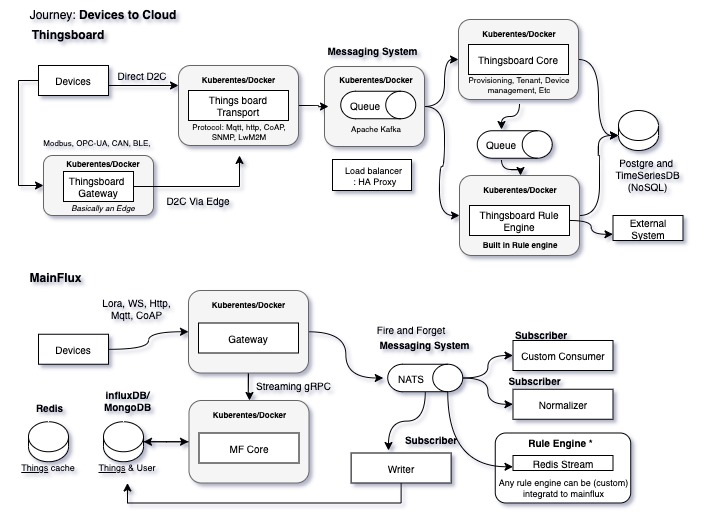 Journey: Devices to Cloud
Thingsboard
Devices
Direct D2C
Kuberentes/Docker
Things board
Transport
Protocol: Mqtt, http, CoAP,
SNMP, LwM2M
Messaging System
Kuberentes/Docker
Queue
Apache Kafka
Load balancer
: HA Proxy
Kuberentes/Docker
Thingsboard Core
Provisioning, Tenant, Device
management, Etc
Queue
Kuberentes/Docker
Thingsboard Rule
Engine
Built in Rule engine
Postgre and
TimeSeriesDB
(NoSQL)
External
System
Modbus, OPC-UA, CAN, BLE,
Kuberentes/Docker
Thingsboard
Gateway
Basically an Edge
D2C Via Edge
MainFlux
Lora, WS, Http,
Mqtt, CoAP
Devices
Kuberentes/Docker
Gateway
Streaming gRPC
Kuberentes/Docker
MF Core
Redis
Things cache
influxDB/
MongoDB
Things & User
Fire and Forget
Messaging System
NATS
Subscriber
Custom Consumer
Subscriber
Normalizer
Subscriber
Writer
Rule Engine *
Redis Stream
Any rule engine can be (custom)
integratd to mainflux